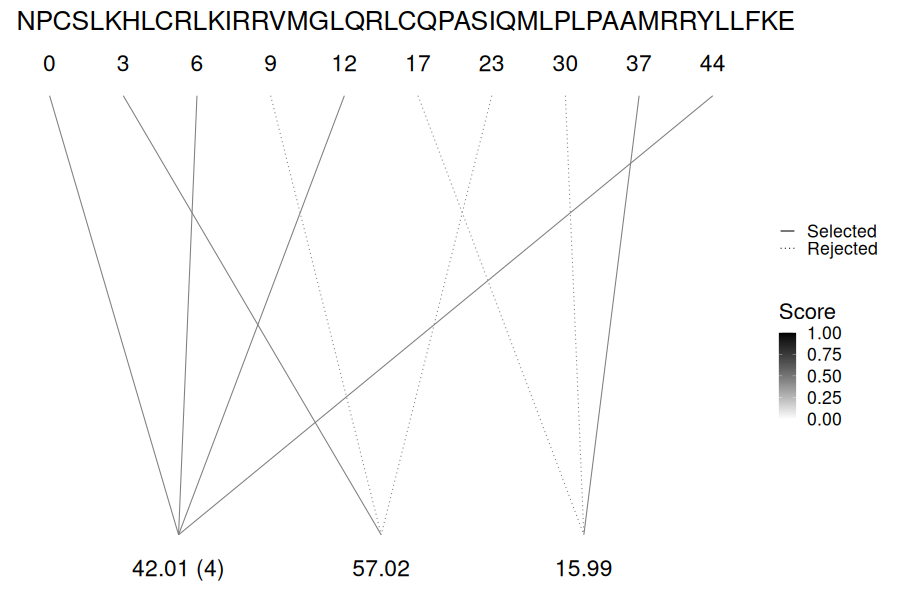 NPCSLKHLCRLKIRRVMGLQRLCQPASIQMLPLPAAMRRYLLFKE
0 3 6 9 12 17 23 30 37 44
Selected
Rejected
Score
1.00
0.75
0.50
0.25
0.00
42.01 (4) 57.02 15.99